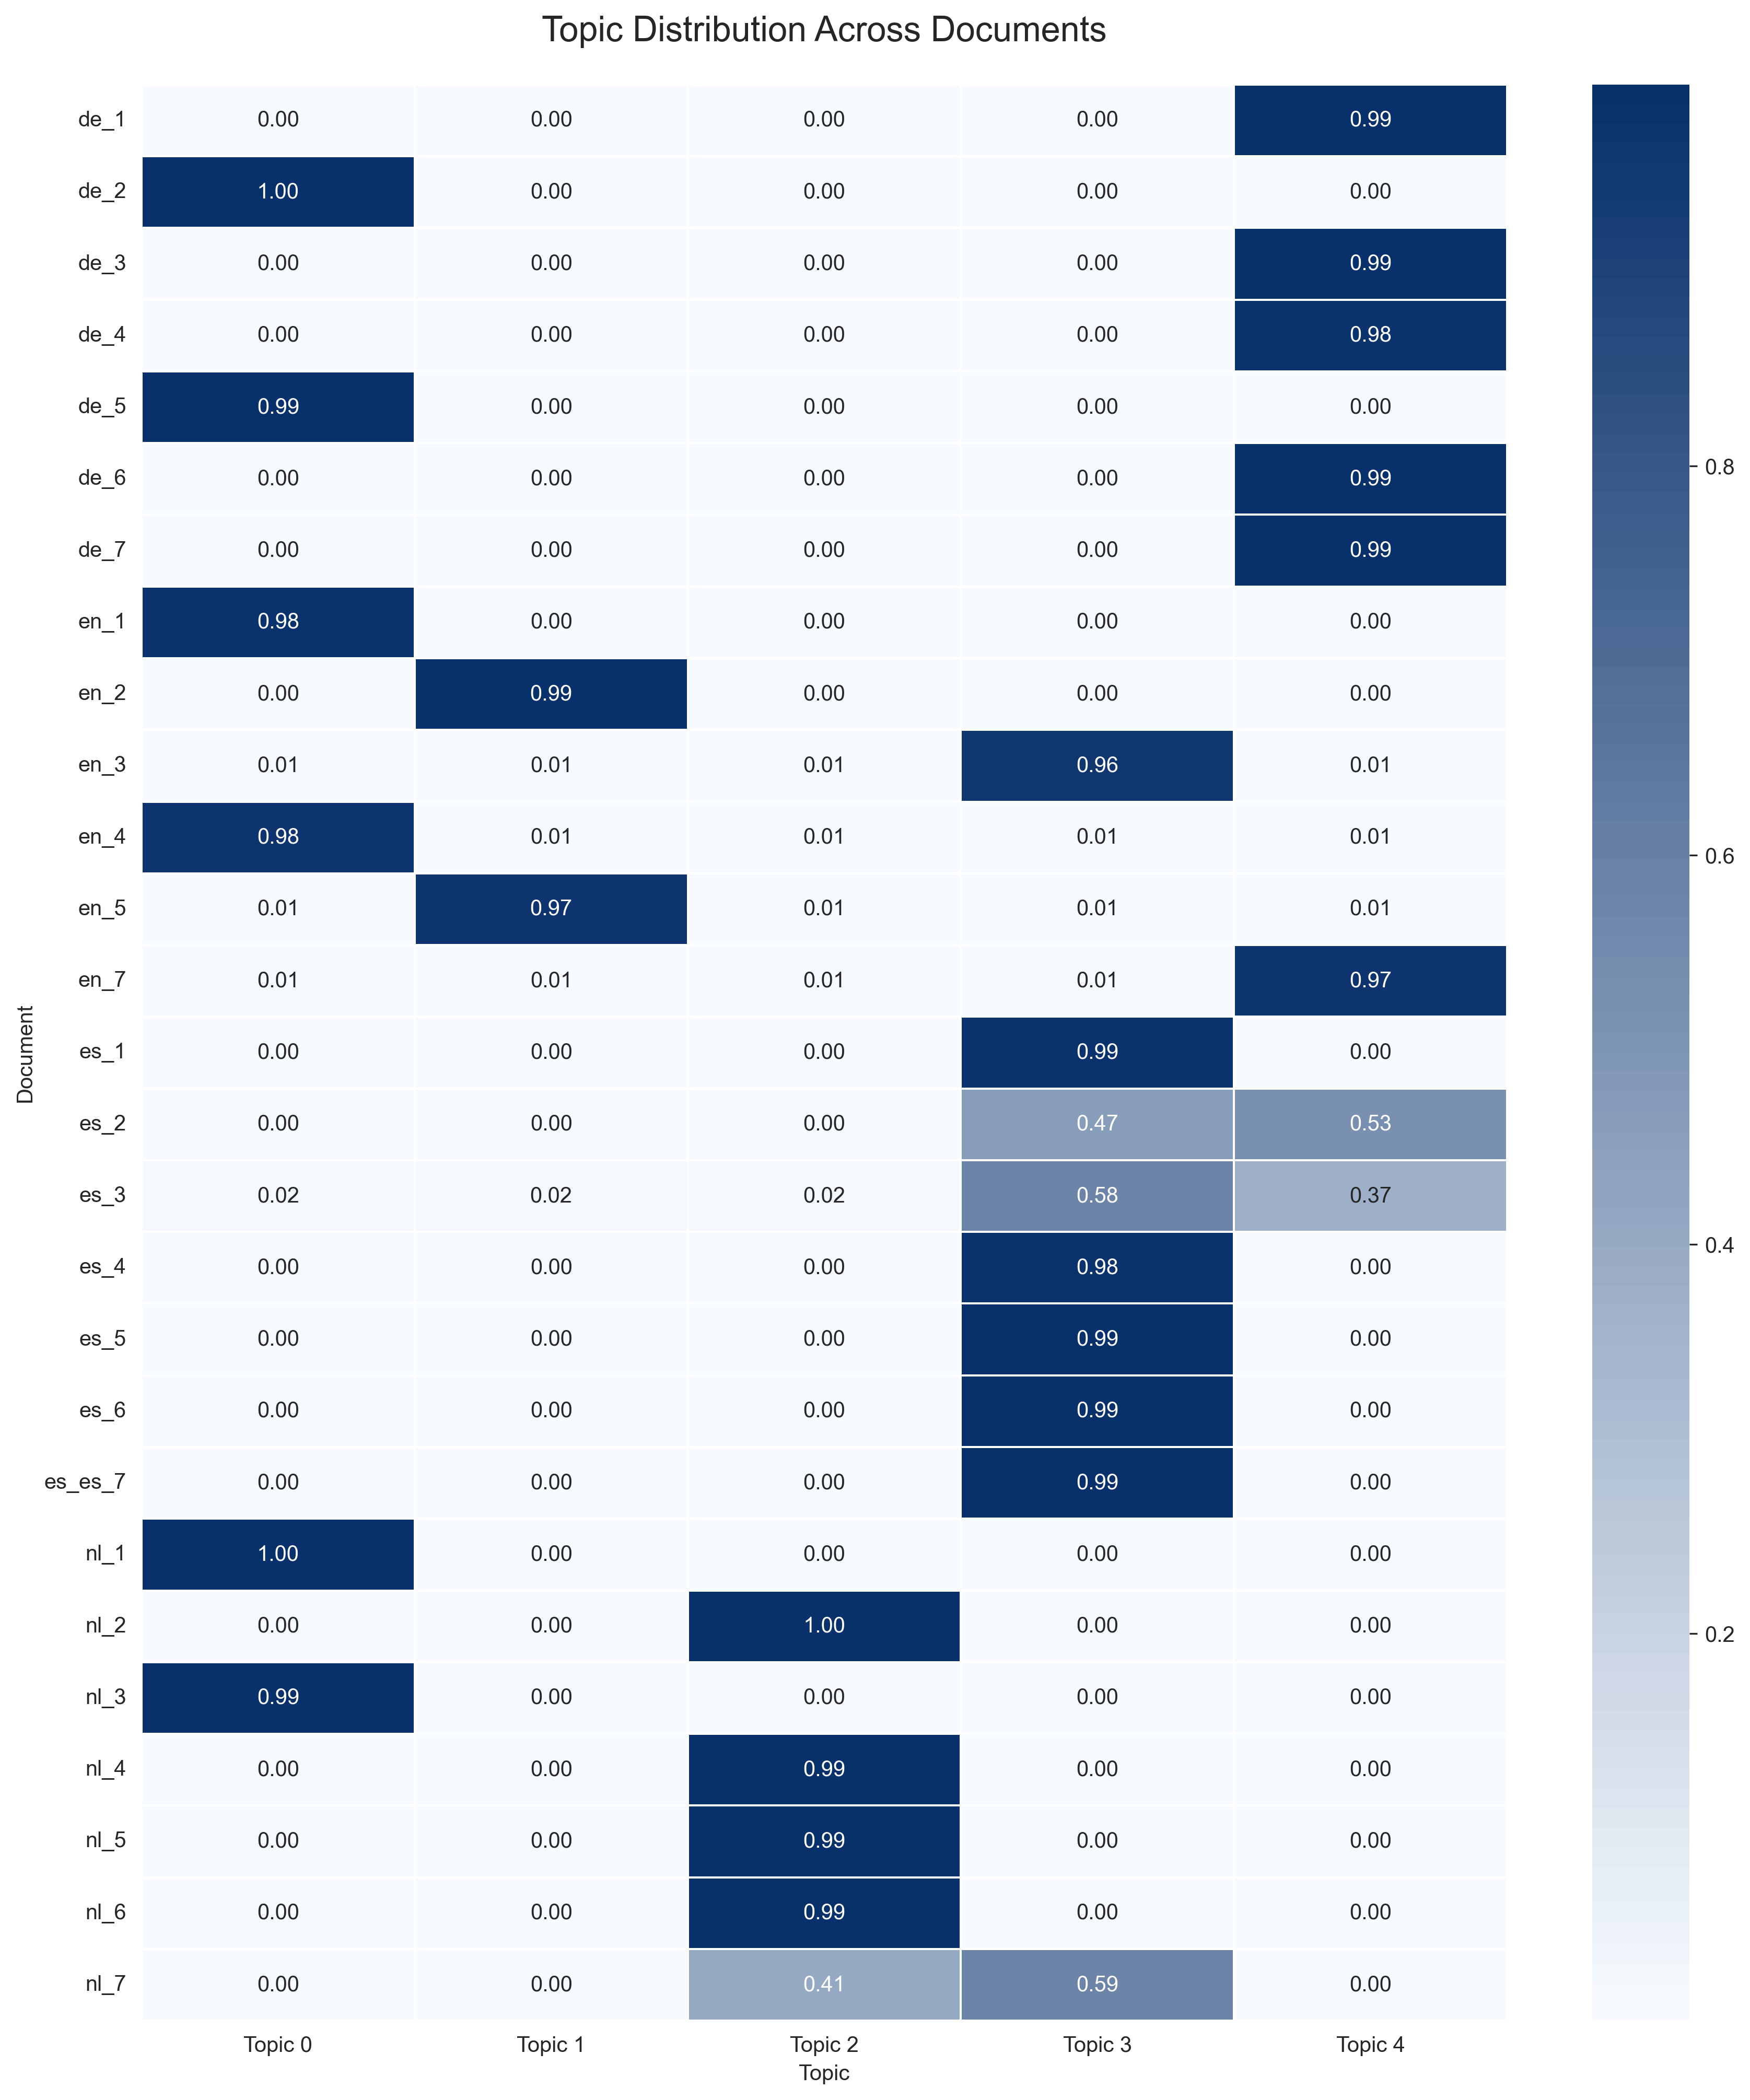 Topic Distribution Across Documents
de_1 0.00 0.00 0.00 0.00 0.99
de_2 1.00 0.00 0.00 0.00 0.00
de_3 0.00 0.00 0.00 0.00 0.99
de_4 0.00 0.00 0.00 0.00 0.98
de_5 0.99 0.00 0.00 0.00 0.00
de_6 0.00 0.00 0.00 0.00 0.99
de_7 0.00 0.00 0.00 0.00 0.99
en_1 0.98 0.00 0.00 0.00 0.00
en_2 0.00 0.99 0.00 0.00 0.00
en_3 0.01 0.01 0.01 0.96 0.01
en_4 0.98 0.01 0.01 0.01 0.01
en_5 0.01 0.97 0.01 0.01 0.01
en_7 0.01 0.01 0.01 0.01 0.97
es_1 0.00 0.00 0.00 0.99 0.00
es_2 0.00 0.00 0.00 0.47 0.53
es_3 0.02 0.02 0.02 0.58 0.37
es_4 0.00 0.00 0.00 0.98 0.00
es_5 0.00 0.00 0.00 0.99 0.00
es_6 0.00 0.00 0.00 0.99 0.00
es_es_7 0.00 0.00 0.00 0.99 0.00
nl_1 1.00 0.00 0.00 0.00 0.00
nl_2 0.00 0.00 1.00 0.00 0.00
nl_3 0.99 0.00 0.00 0.00 0.00
nl_4 0.00 0.00 0.99 0.00 0.00
nl_5 0.00 0.00 0.99 0.00 0.00
nl_6 0.00 0.00 0.99 0.00 0.00
nl_7 0.00 0.00 0.41 0.59 0.00
Topic 0 Topic 1 Topic 2 Topic 3 Topic 4
Topic
Document
0.8
0.6
0.4
0.2